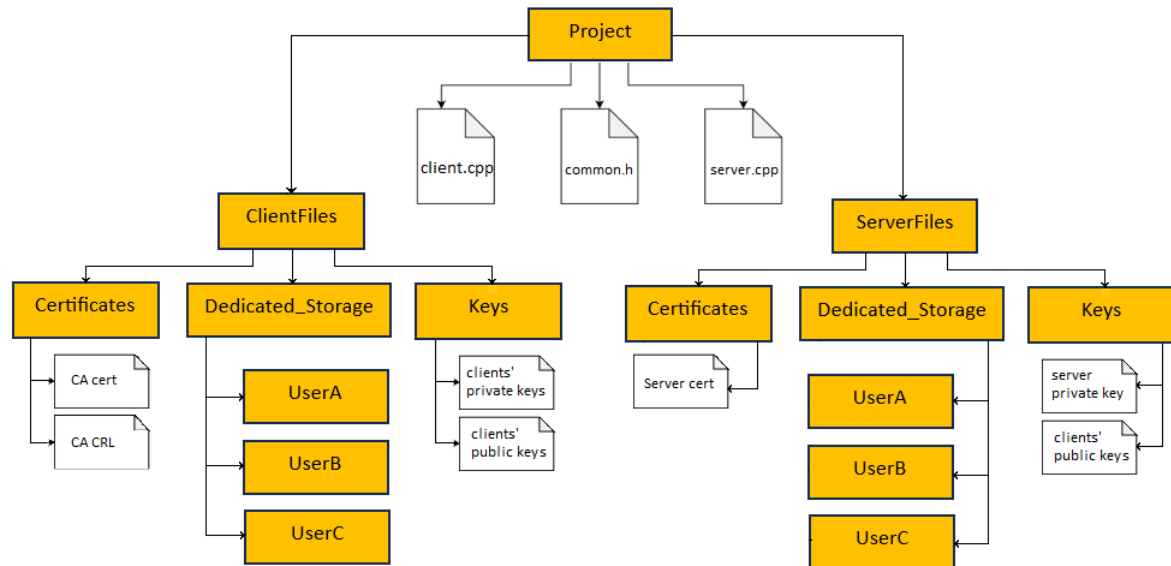 Project
client.cpp
common.h
server.cpp
ClientFiles
ServerFiles
Certificates
Dedicated_Storage
Keys
Certificates
Dedicated_Storage
Keys
CA cert
CA CRL
UserA
UserB
UserC
clients'
private keys
clients'
public keys
Server cert
UserA
UserB
UserC
server
private key
clients'
public keys